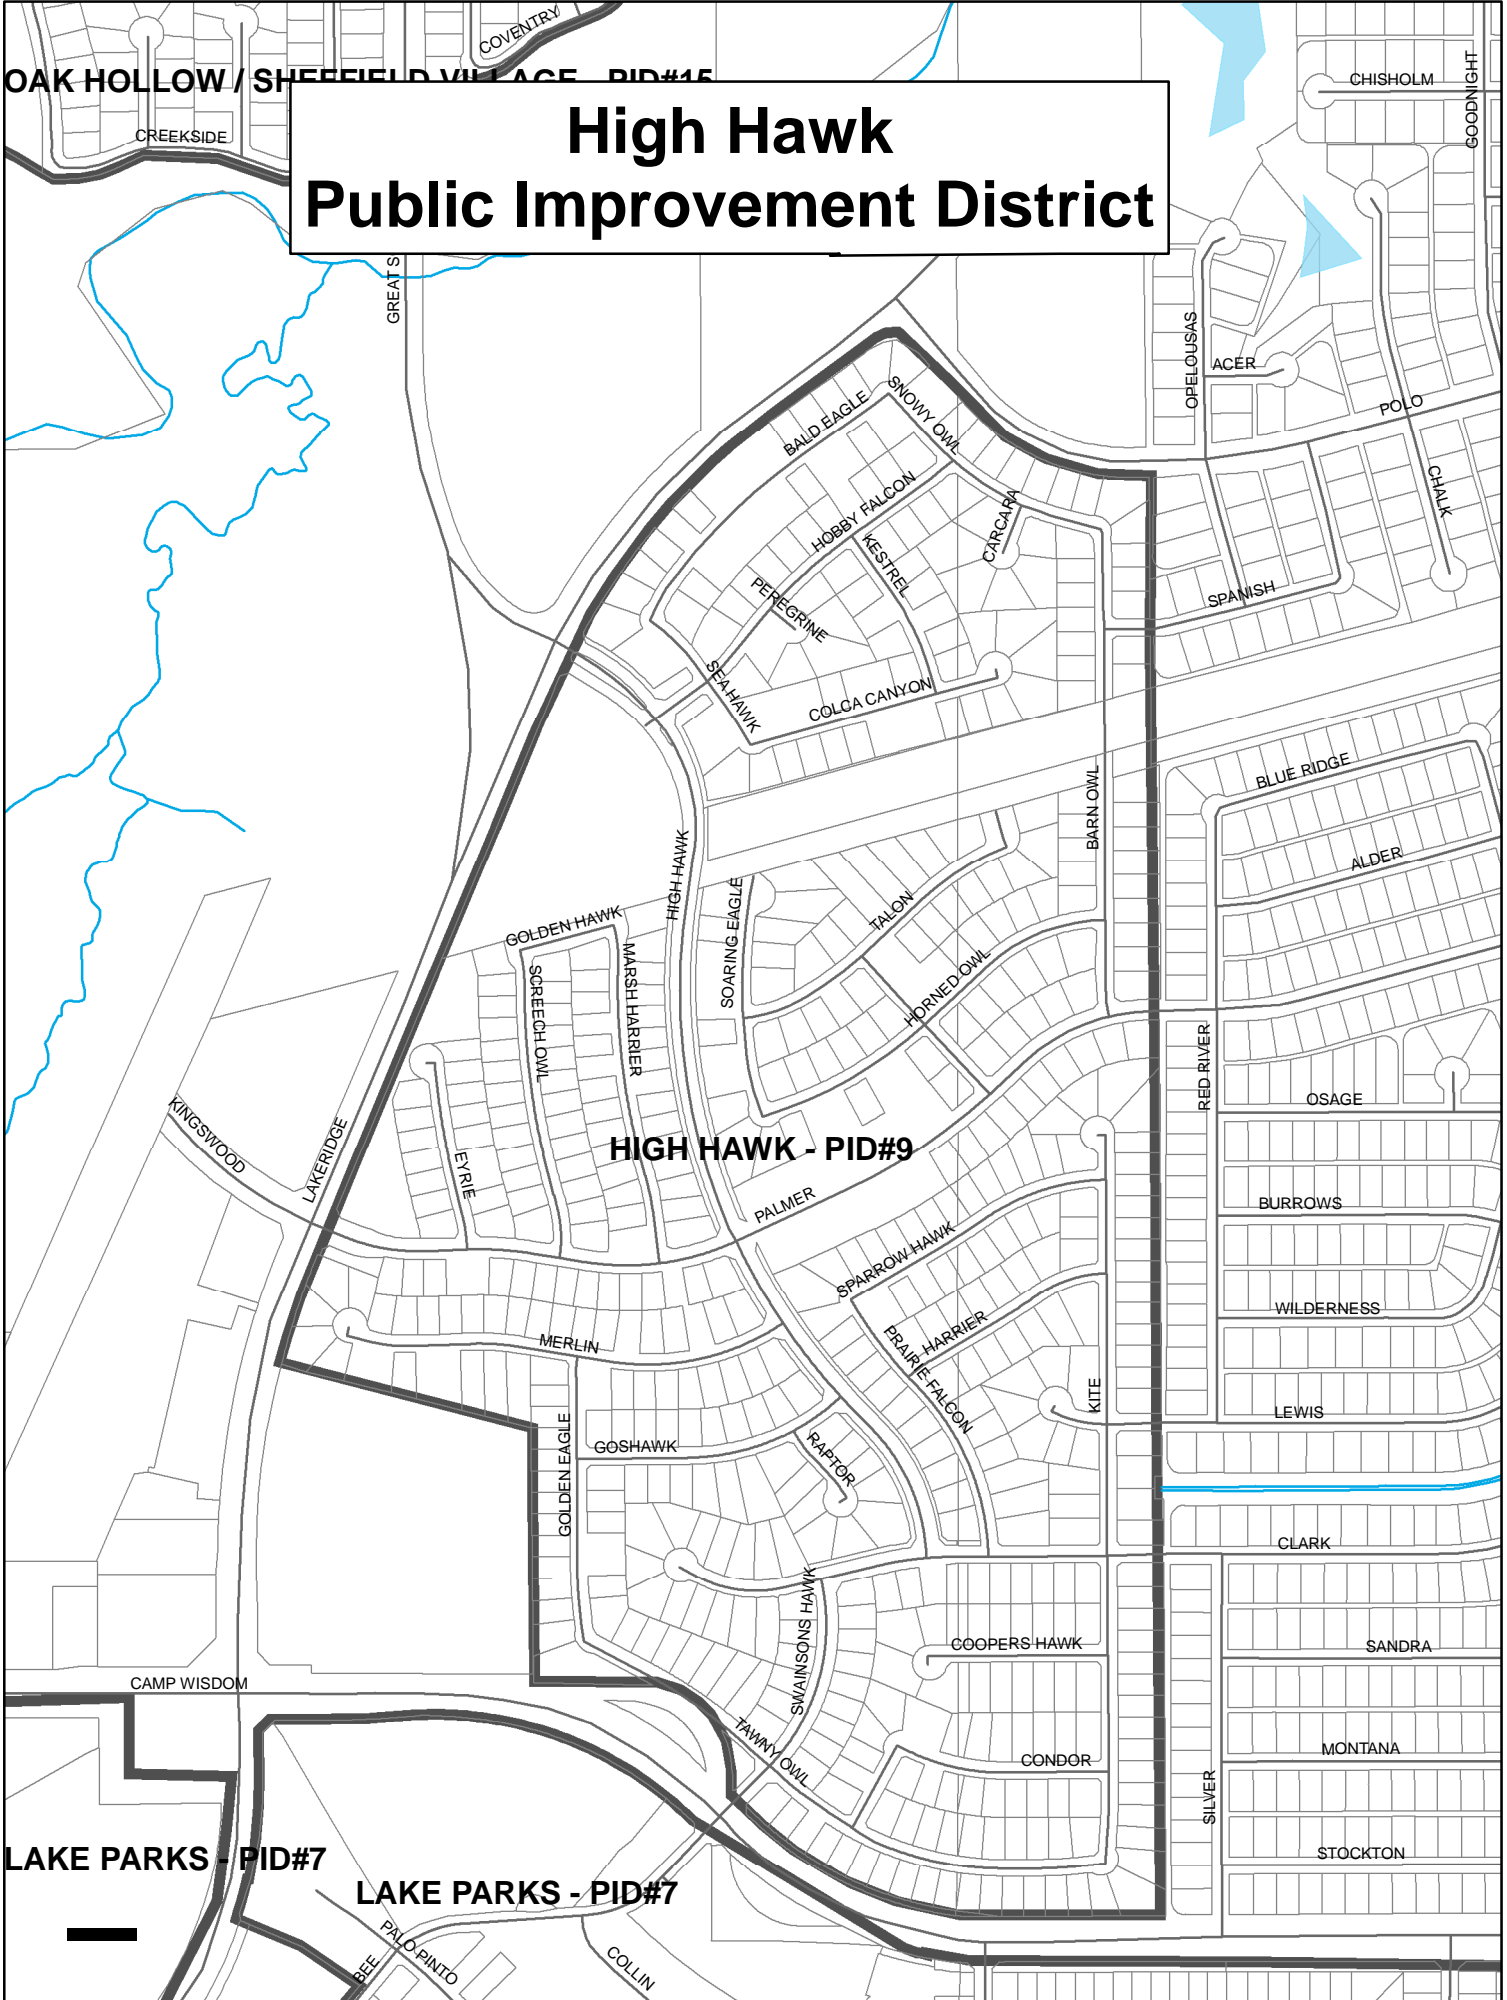 COVENTRY
OAK HOLLOW / SHEFFIELD VILLAGE - PID#15
CHISHOLM
GOODNIGHT
CREEKSIDE
High Hawk
Public Improvement District
GREAT S
OPELOUSAS
ACER
POLO
CHALK
SPANISH
BALD EAGLE
SNOWY OWL
HOBBY FALCON
CARCARA
KESTREL
PEREGRINE
SEA HAWK
COLCA CANYON
BARN OWL
BLUE RIDGE
ALDER
HIGH HAWK
SOARING EAGLE
TALON
GOLDEN HAWK
SCREECH OWL
MARSH HARRIER
HORNED OWL
RED RIVER
OSAGE
KINGSWOOD
LAKERIDGE
EYRIE
HIGH HAWK - PID#9
PALMER
BURROWS
SPARROW HAWK
WILDERNESS
MERLIN
HARRIER
PRAIRIE FALCON
KITE
LEWIS
GOLDEN EAGLE
GOSHAWK
RAPTOR
CLARK
SWAINSONS HAWK
COOPERS HAWK
SANDRA
CAMP WISDOM
TAWNY OWL
CONDOR
MONTANA
SILVER
STOCKTON
LAKE PARKS - PID#7
LAKE PARKS - PID#7
PALO PINTO
BEE
COLLIN